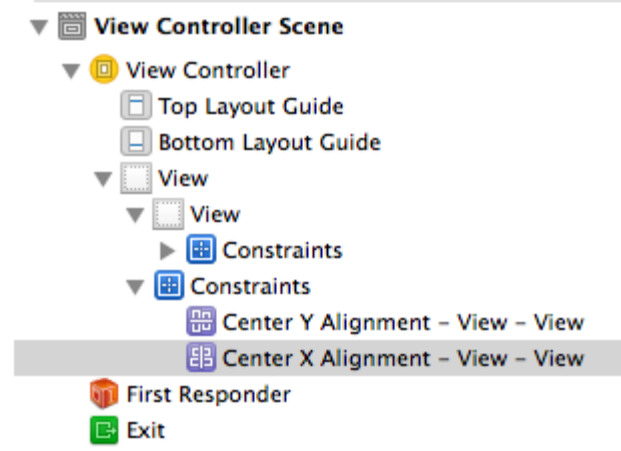 View Controller Scene
View Controller
Top Layout Guide
Bottom Layout Guide
View
View
Constraints
Constraints
Center Y Alignment – View – View
Center X Alignment – View – View
First Responder
Exit